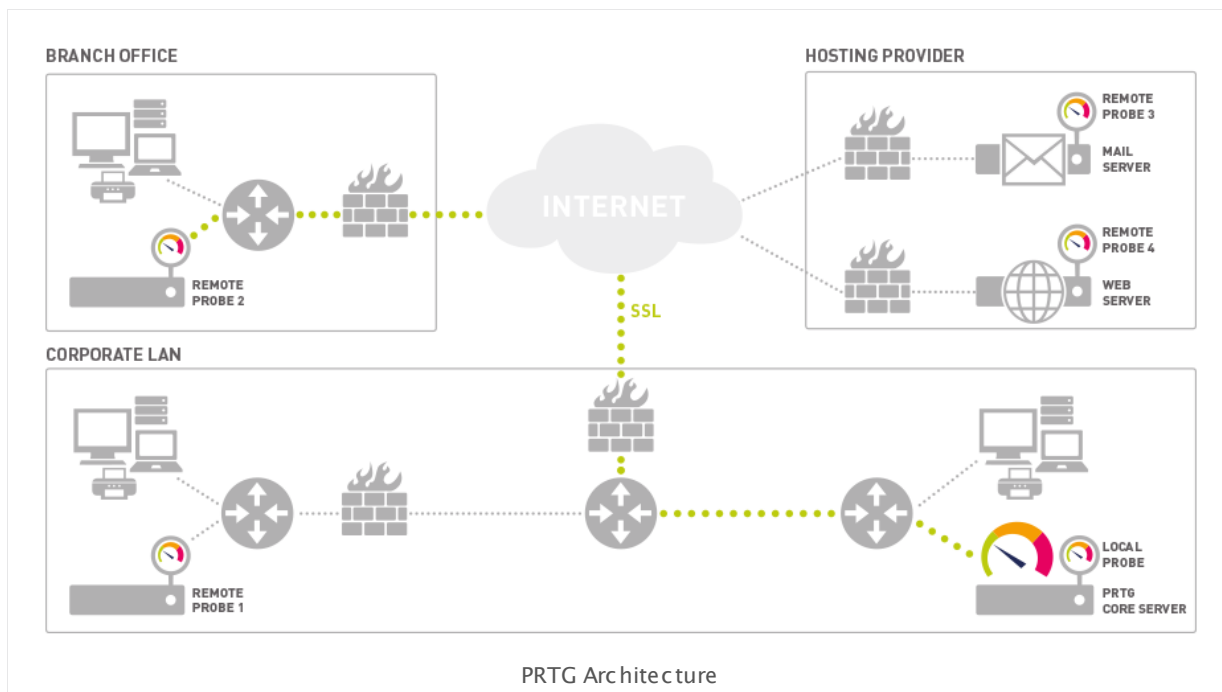 BRANCH OFFICE
HOSTING PROVIDER
REMOTE
PROBE 3
MAIL
SERVER
INTERNET
REMOTE
PROBE 4
WEB
SERVER
REMOTE
PROBE 2
SSL
CORPORATE LAN
LOCAL
PROBE
REMOTE
PROBE 1
PRTG
CORE SERVER
PRTG Architecture